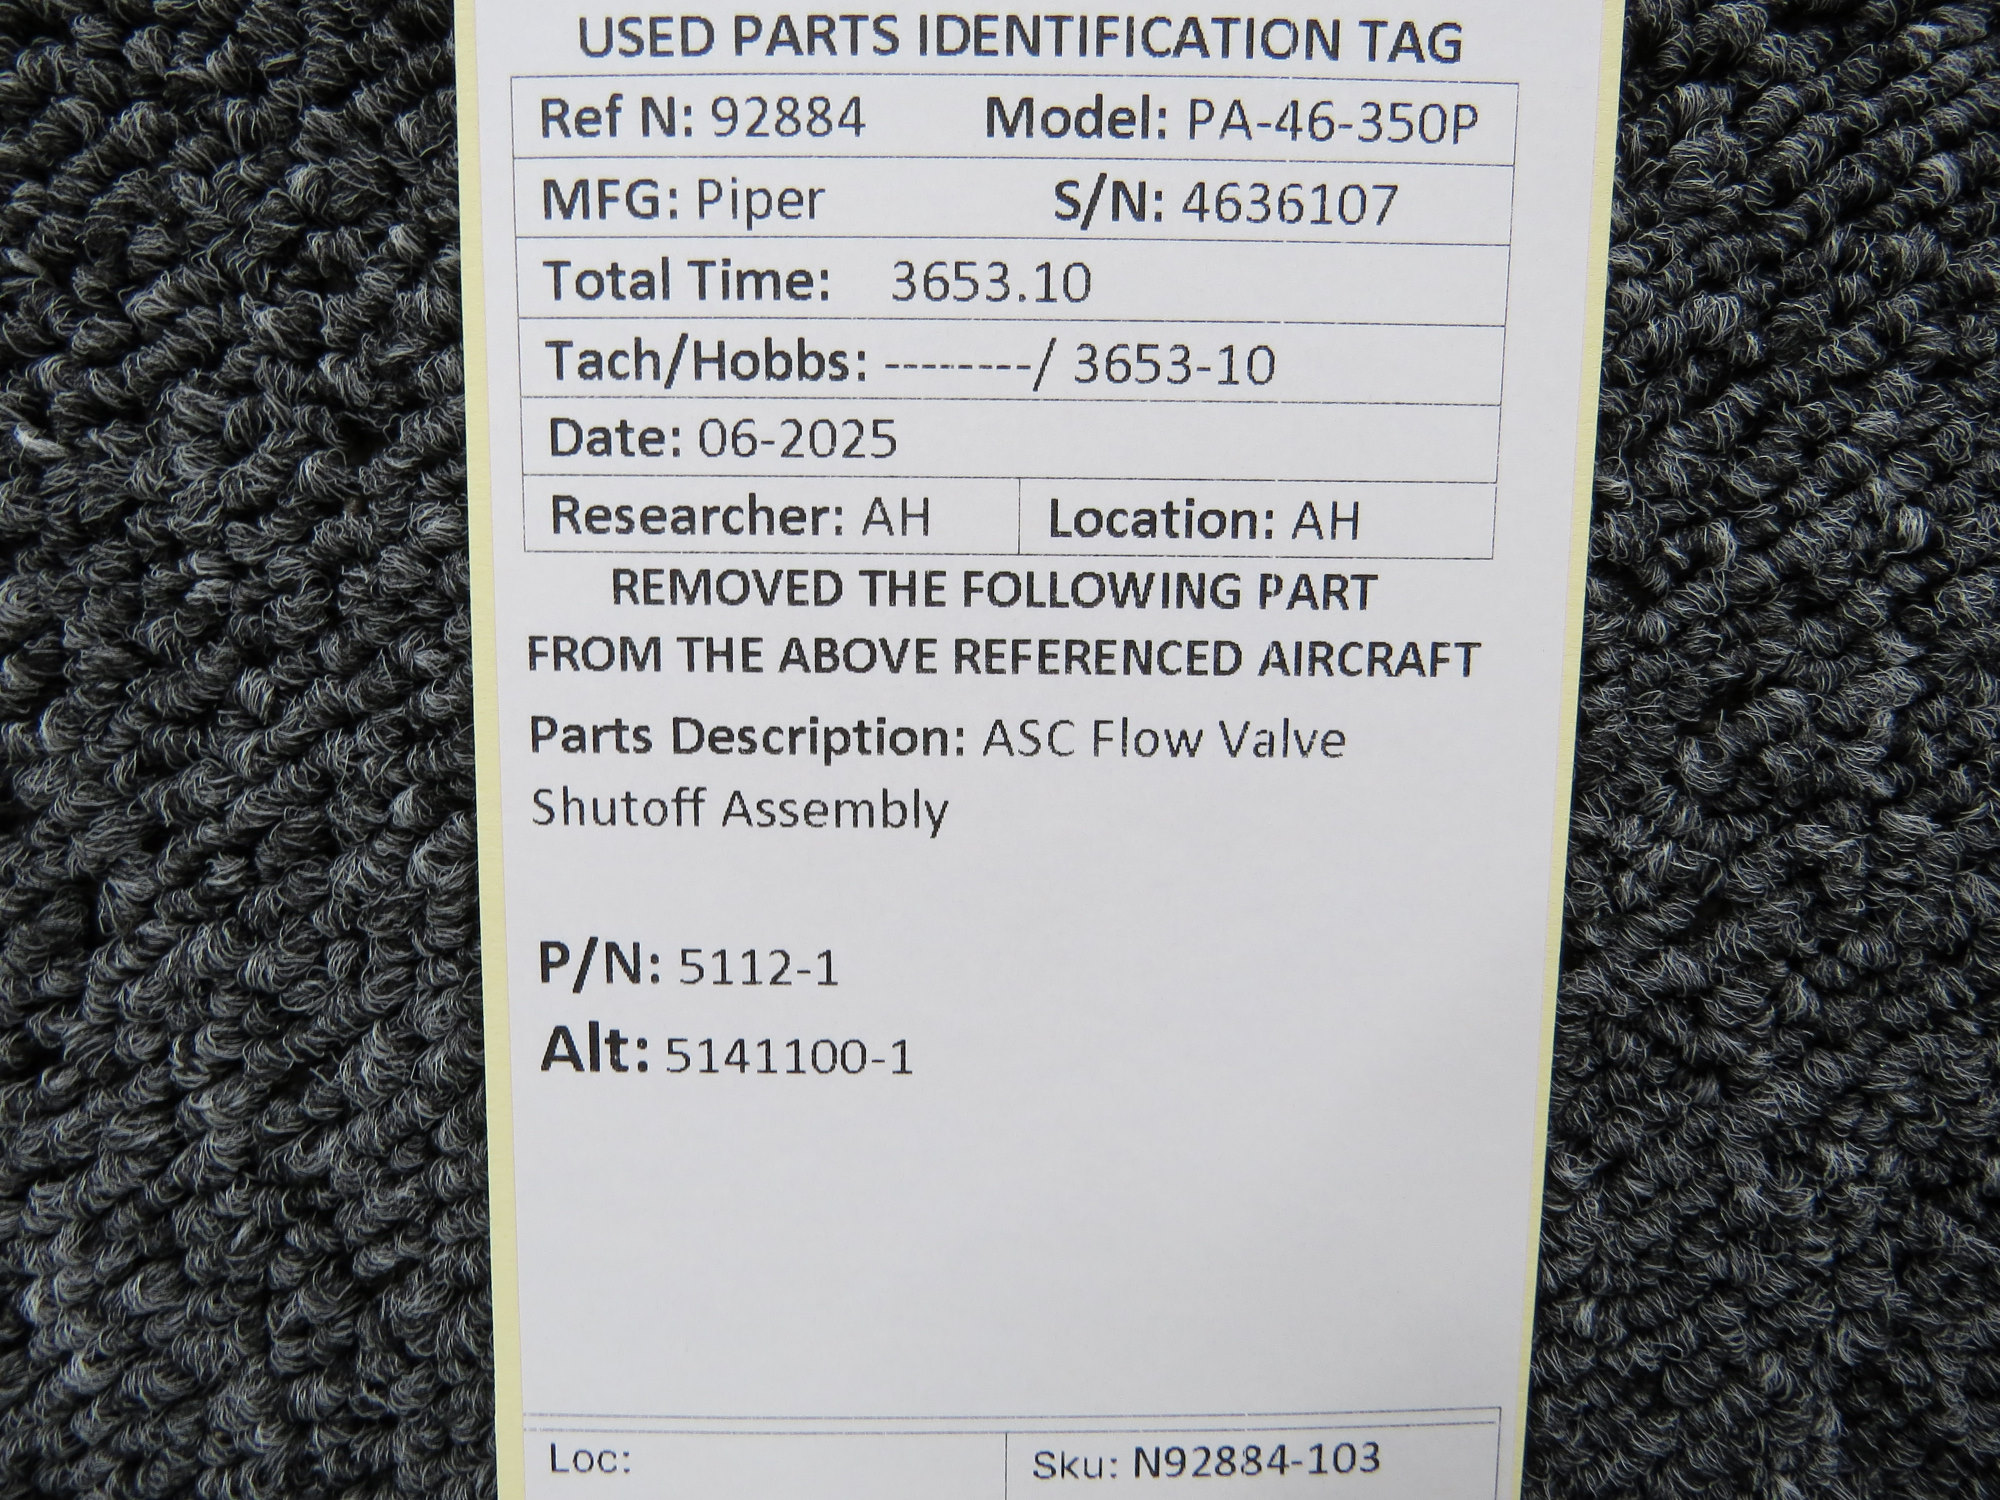 USED PARTS IDENTIFICATION TAG
Ref N: 92884 Model: PA-46-350P
MFG: Piper S/N: 4636107
Total Time: 3653.10
Tach/Hobbs: --------/ 3653-10
Date: 06-2025
Researcher: AH Location: AH
REMOVED THE FOLLOWING PART
FROM THE ABOVE REFERENCED AIRCRAFT
Parts Description: ASC Flow Valve
Shutoff Assembly
P/N: 5112-1
Alt: 5141100-1
Loc: Sku: N92884-103